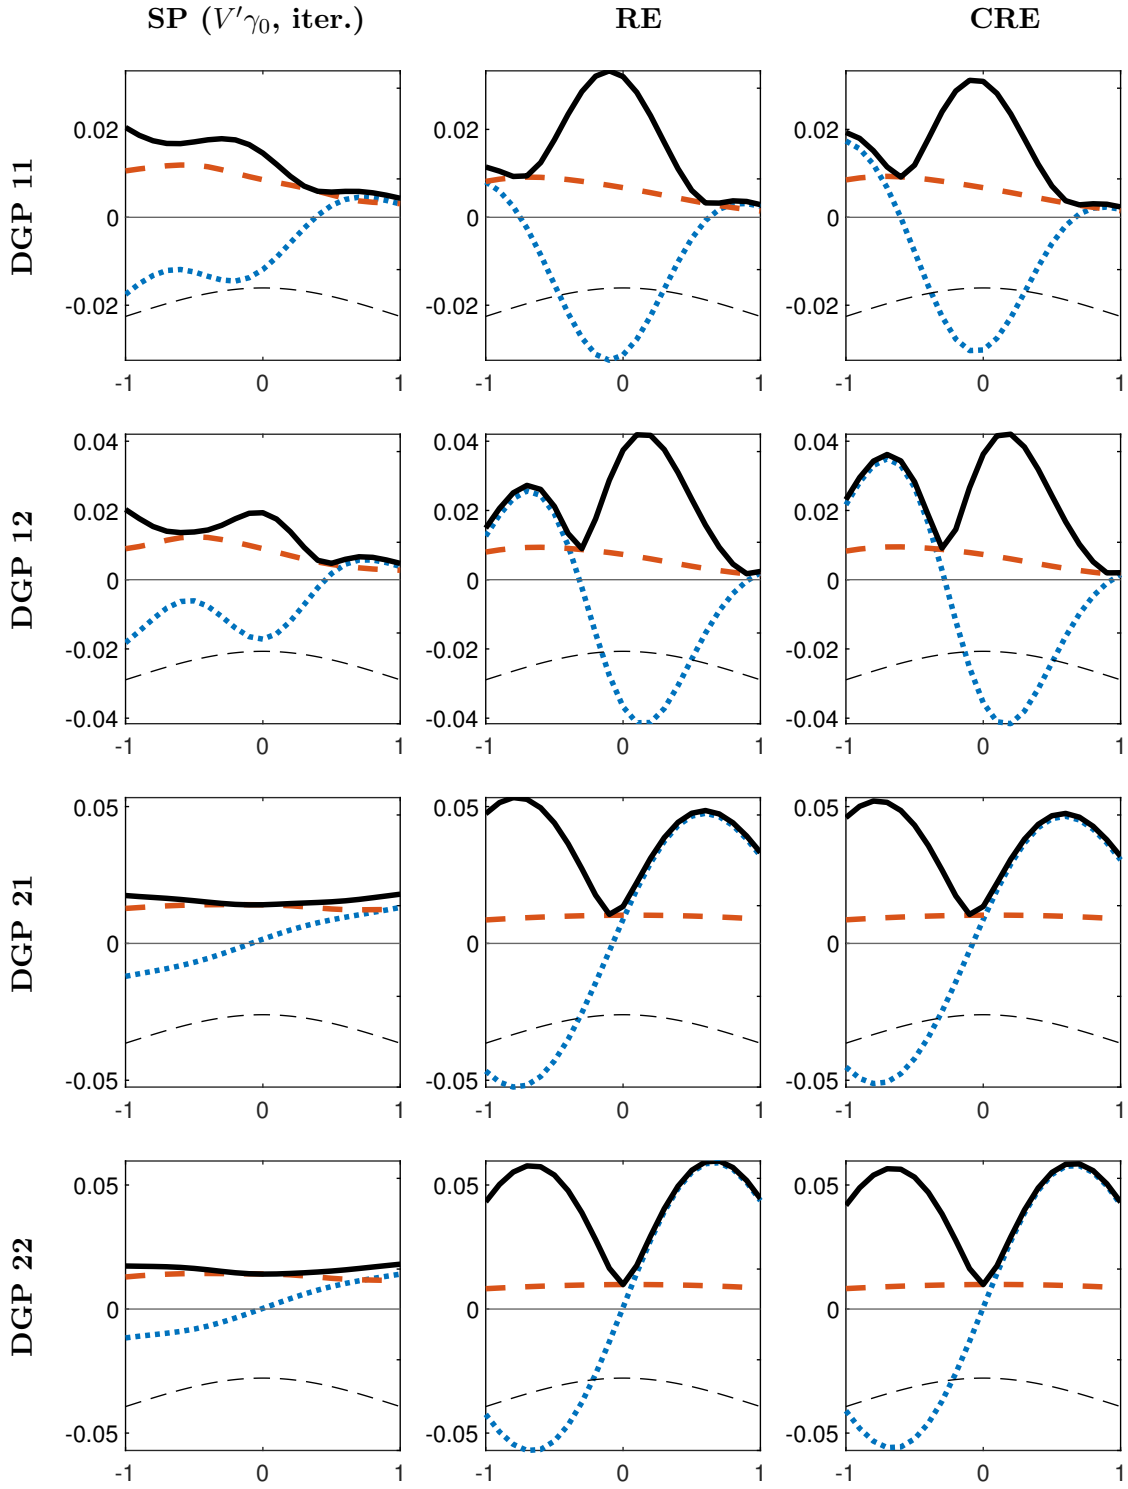 SP (V′γ₀, iter.) RE CRE
DGP 11
0.02 0.02 0.02
0 0 0
-0.02 -0.02 -0.02
-1 0 1 -1 0 1 -1 0 1
DGP 12
0.04 0.04 0.04
0.02 0.02 0.02
0 0 0
-0.02 -0.02 -0.02
-0.04 -0.04 -0.04
-1 0 1 -1 0 1 -1 0 1
DGP 21
0.05 0.05 0.05
0 0 0
-0.05 -0.05 -0.05
-1 0 1 -1 0 1 -1 0 1
DGP 22
0.05 0.05 0.05
0 0 0
-0.05 -0.05 -0.05
-1 0 1 -1 0 1 -1 0 1